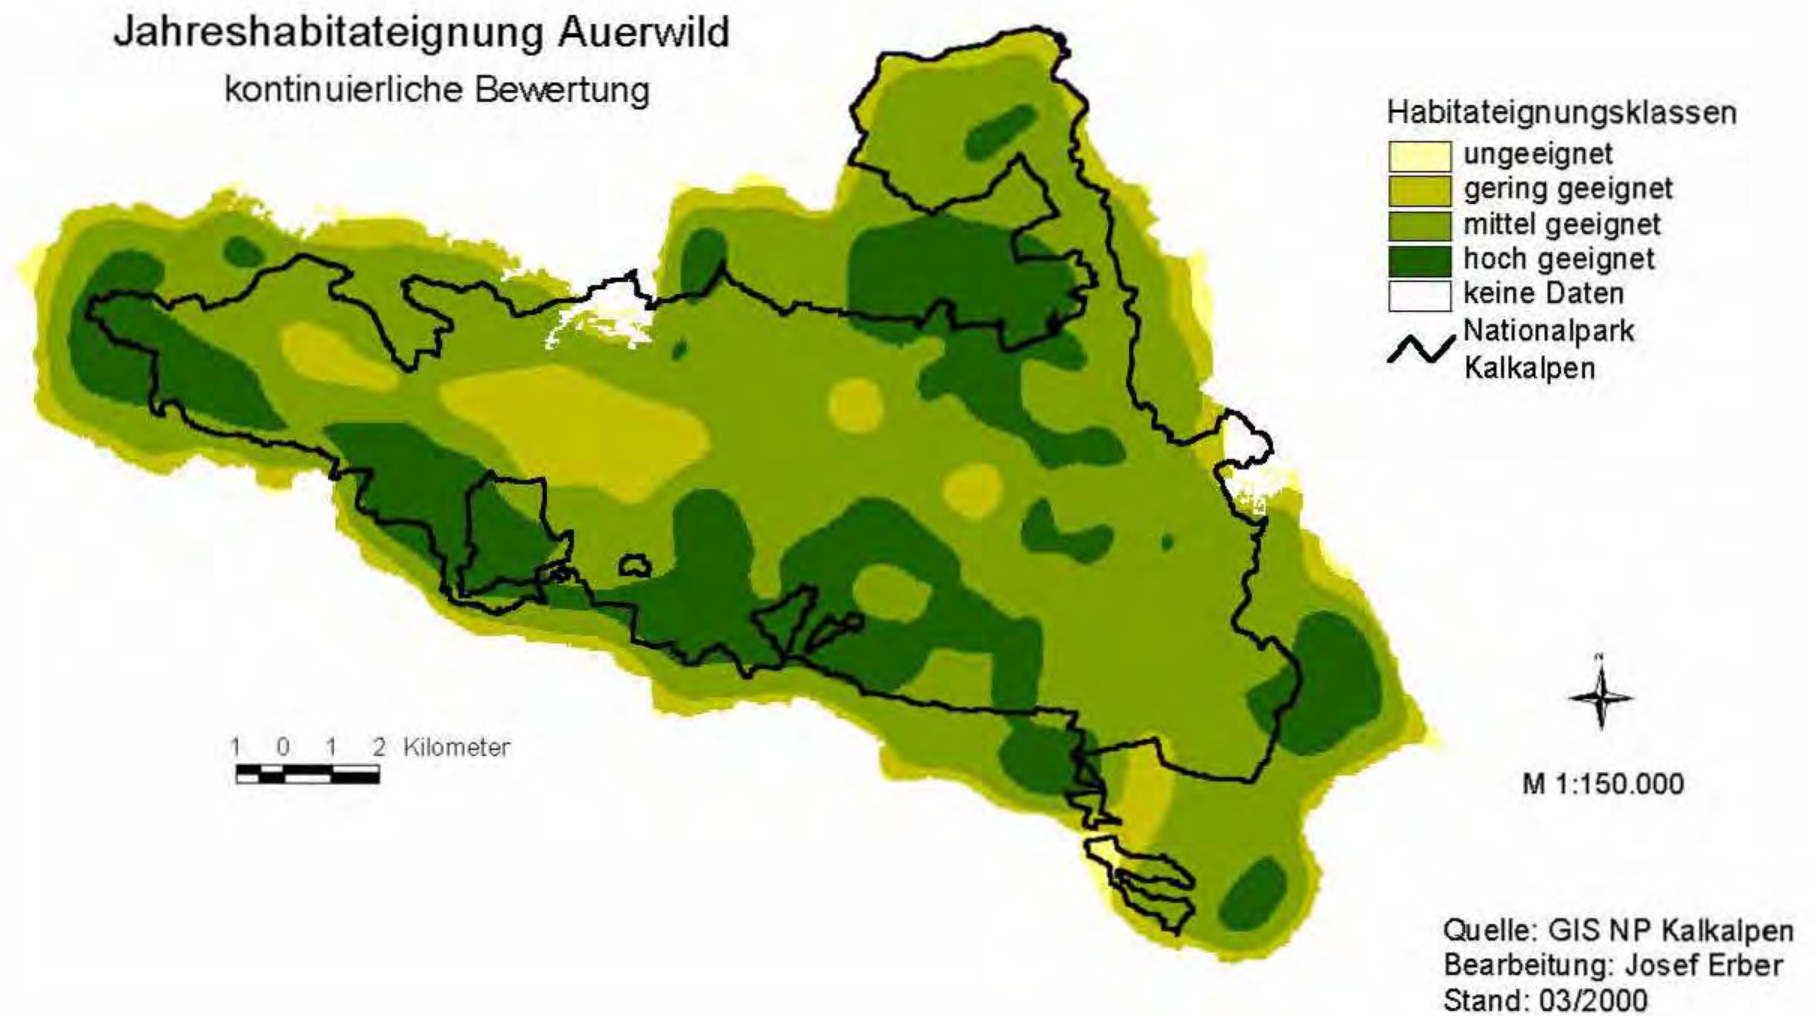 Jahreshabitateignung Auerwild
kontinuierliche Bewertung
Habitateignungsklassen
ungeeignet
gering geeignet
mittel geeignet
hoch geeignet
keine Daten
Nationalpark
Kalkalpen
1 0 1 2 Kilometer
N
M 1:150.000
Quelle: GIS NP Kalkalpen
Bearbeitung: Josef Erber
Stand: 03/2000